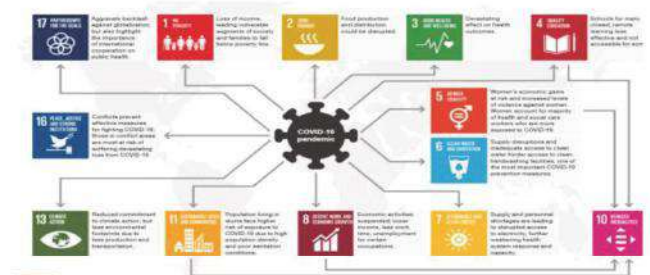 17 PARTNERSHIPS
FOR THE GOALS
Aggravate backlash
against globalization;
but also highlight
the importance
of international
cooperation on
public health.
1 NO
POVERTY
Loss of income,
leading vulnerable
segments of society
and families to fall
below poverty line.
2 ZERO
HUNGER
Food production
and distribution
could be disrupted.
3 GOOD HEALTH
AND WELL-BEING
Devastating
effect on health
outcomes.
4 QUALITY
EDUCATION
Schools for many
closed; remote
learning less
effective and not
accessible for some
16 PEACE, JUSTICE
AND STRONG
INSTITUTIONS
Conflicts prevent
effective measures
for fighting COVID-19;
those in conflict areas
are most at risk of
suffering devastating
loss from COVID-19.
COVID-19
pandemic
5 GENDER
EQUALITY
Women's economic gains
at risk and increased levels
of violence against women.
Women account for majority
of health and social care
workers who are more
exposed to COVID-19.
6 CLEAN WATER
AND SANITATION
Supply disruptions and
inadequate access to clean
water hinder access to clean
handwashing facilities, one of
the most important COVID-19
prevention measures.
13 CLIMATE
ACTION
Reduced commitment
to climate action; but
less environmental
footprints due to
less production and
transportation.
11 SUSTAINABLE CITIES
AND COMMUNITIES
Population living in
slums face higher
risk of exposure to
COVID-19 due to high
population density
and poor sanitation
conditions.
8 DECENT WORK AND
ECONOMIC GROWTH
Economic activities
suspended; lower
income, less work
time, unemployment
for certain
occupations.
7 AFFORDABLE AND
CLEAN ENERGY
Supply and personnel
shortages are leading
to disrupted access
to electricity, further
weakening health
system response and
capacity.
10 REDUCED
INEQUALITIES